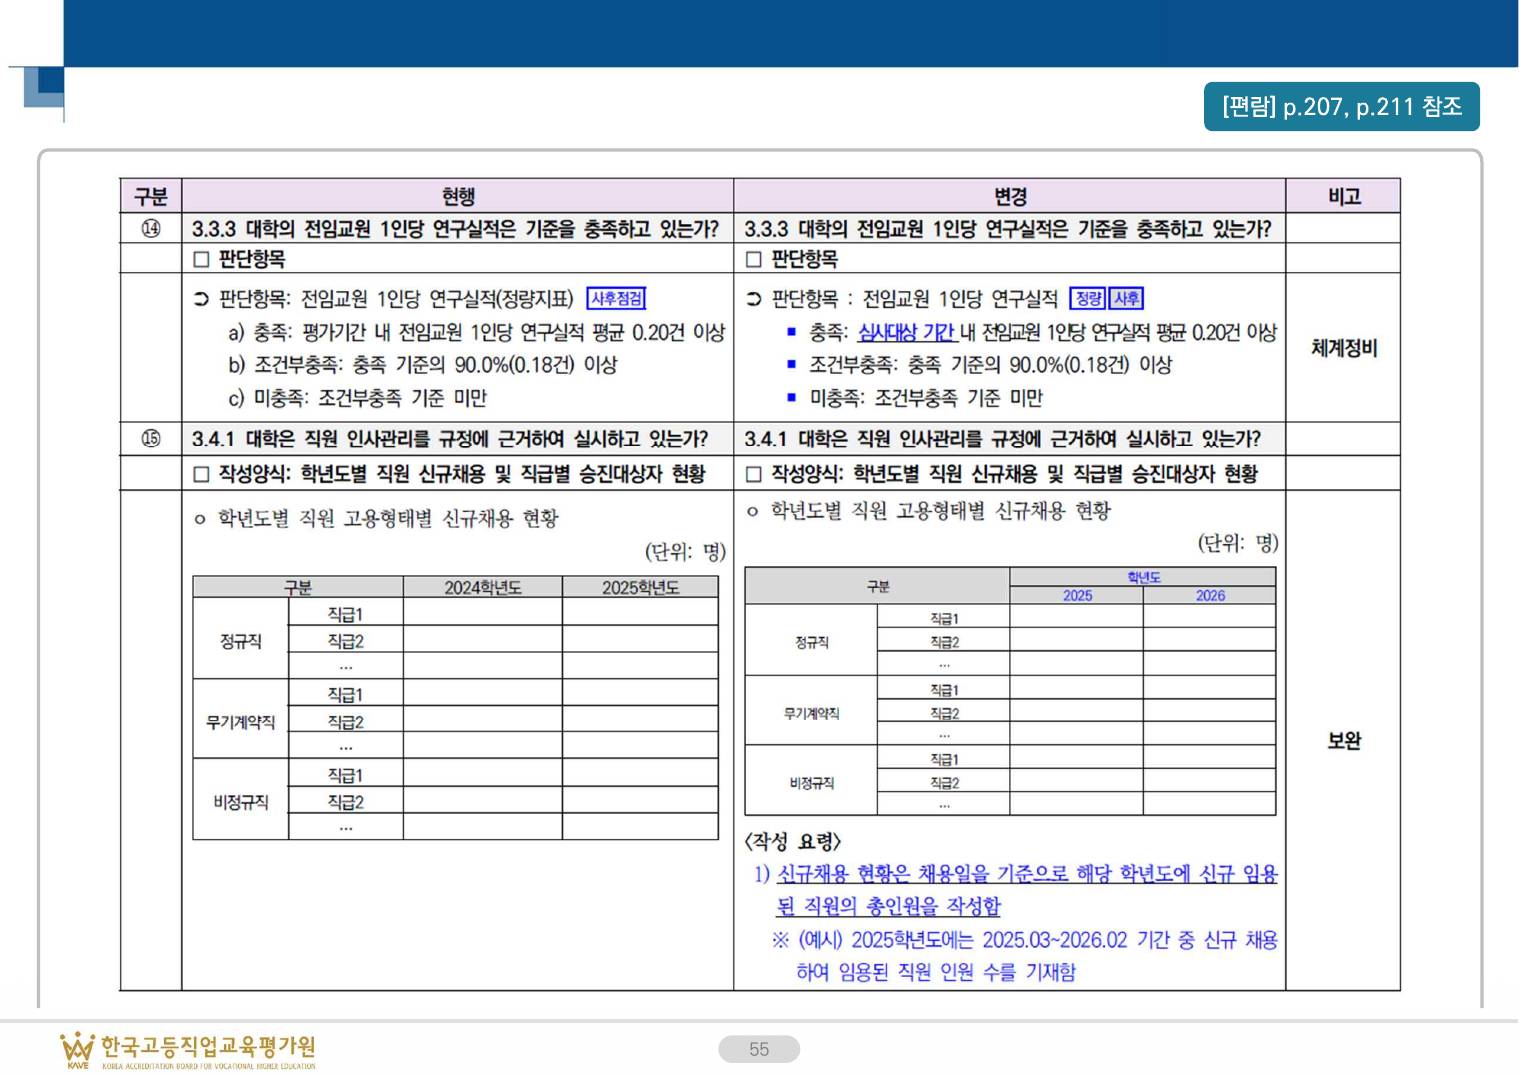 [편람] p.207, p.211 참조
구분 현행 변경 비고
⑭ 3.3.3 대학의 전임교원 1인당 연구실적은 기준을 충족하고 있는가? 3.3.3 대학의 전임교원 1인당 연구실적은 기준을 충족하고 있는가?
□ 판단항목 □ 판단항목
➲ 판단항목: 전임교원 1인당 연구실적(정량지표) 사후점검
a) 충족: 평가기간 내 전임교원 1인당 연구실적 평균 0.20건 이상
b) 조건부충족: 충족 기준의 90.0%(0.18건) 이상
c) 미충족: 조건부충족 기준 미만
➲ 판단항목 : 전임교원 1인당 연구실적 정량 사후
▪ 충족: 심사대상 기간 내 전임교원 1인당 연구실적 평균 0.20건 이상
▪ 조건부충족: 충족 기준의 90.0%(0.18건) 이상
▪ 미충족: 조건부충족 기준 미만
체계정비
⑮ 3.4.1 대학은 직원 인사관리를 규정에 근거하여 실시하고 있는가? 3.4.1 대학은 직원 인사관리를 규정에 근거하여 실시하고 있는가?
□ 작성양식: 학년도별 직원 신규채용 및 직급별 승진대상자 현황 □ 작성양식: 학년도별 직원 신규채용 및 직급별 승진대상자 현황
ㅇ 학년도별 직원 고용형태별 신규채용 현황
(단위: 명)
구분 2024학년도 2025학년도
정규직
직급1
직급2
...
무기계약직
직급1
직급2
...
비정규직
직급1
직급2
...
ㅇ 학년도별 직원 고용형태별 신규채용 현황
(단위: 명)
구분 학년도
2025 2026
정규직
직급1
직급2
...
무기계약직
직급1
직급2
...
비정규직
직급1
직급2
...
〈작성 요령〉
1) 신규채용 현황은 채용일을 기준으로 해당 학년도에 신규 임용
된 직원의 총인원을 작성함
※ (예시) 2025학년도에는 2025.03~2026.02 기간 중 신규 채용
하여 임용된 직원 인원 수를 기재함
보완
KAVE 한국고등직업교육평가원
KOREA ACCREDITATION BOARD FOR VOCATIONAL HIGHER EDUCATION
55